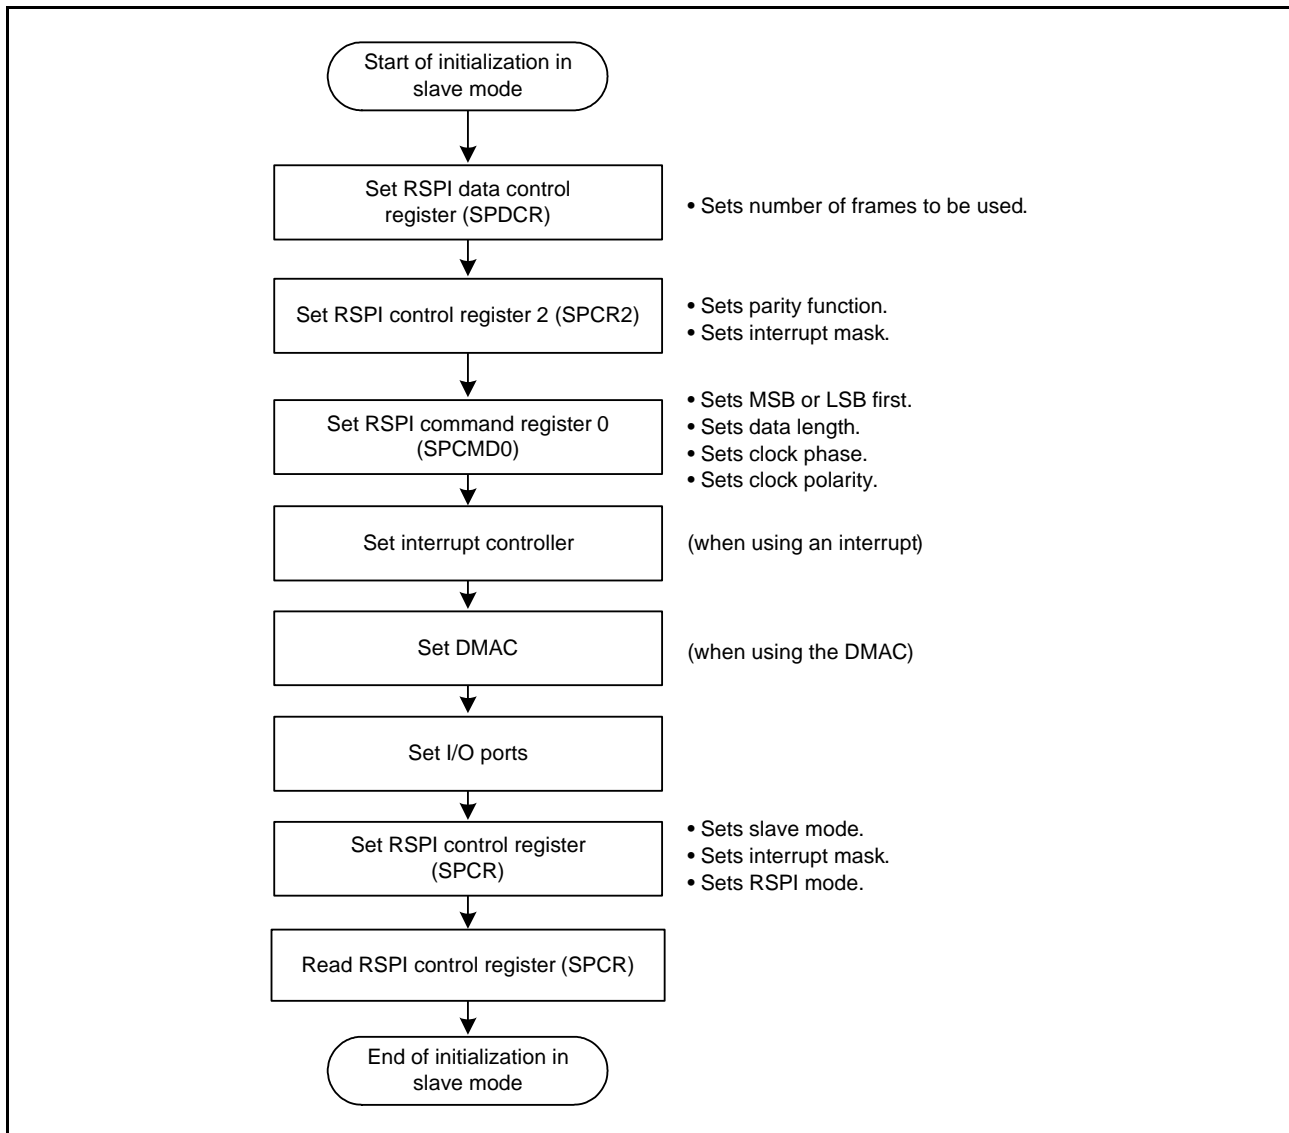 Start of initialization in
slave mode
Set RSPI data control
register (SPDCR)
• Sets number of frames to be used.
Set RSPI control register 2 (SPCR2)
• Sets parity function.
• Sets interrupt mask.
Set RSPI command register 0
(SPCMD0)
• Sets MSB or LSB first.
• Sets data length.
• Sets clock phase.
• Sets clock polarity.
Set interrupt controller
(when using an interrupt)
Set DMAC
(when using the DMAC)
Set I/O ports
Set RSPI control register
(SPCR)
• Sets slave mode.
• Sets interrupt mask.
• Sets RSPI mode.
Read RSPI control register (SPCR)
End of initialization in
slave mode